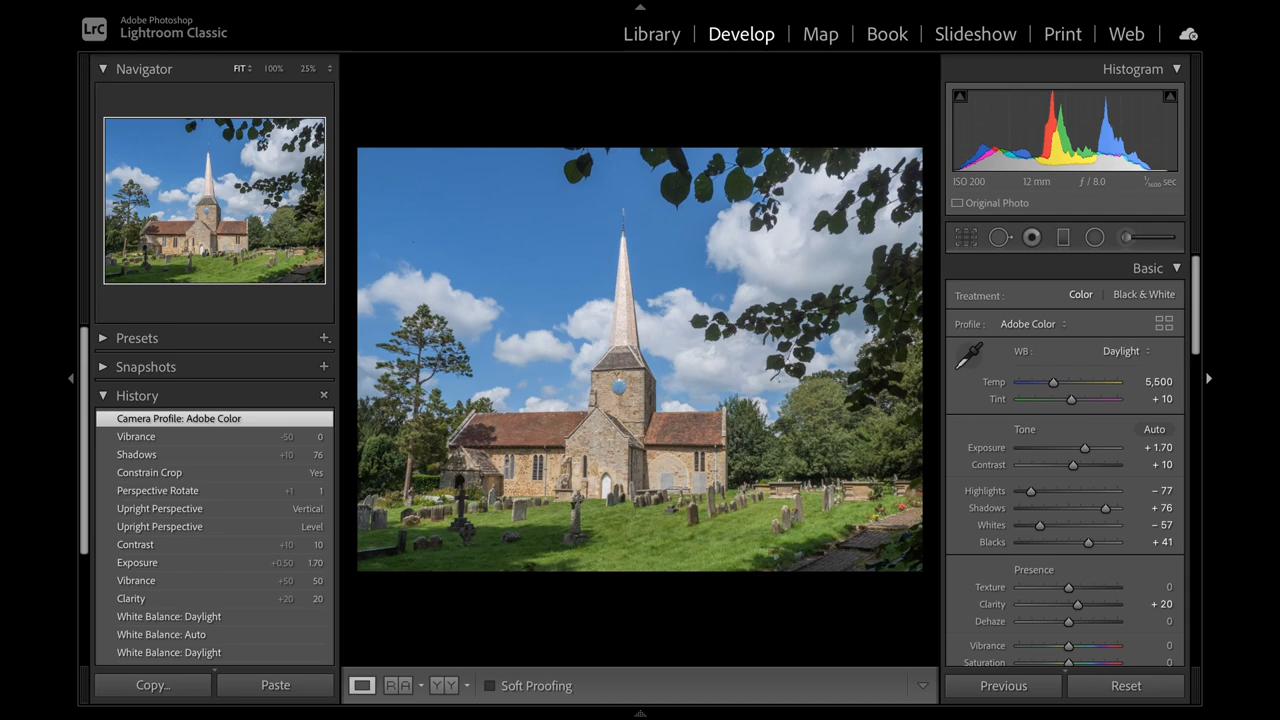 LrC
Adobe Photoshop
Lightroom Classic
Library | Develop | Map | Book | Slideshow | Print | Web |
Navigator FIT 100% 25%
Presets
Snapshots
History
Camera Profile: Adobe Color
Vibrance -50 0
Shadows +10 76
Constrain Crop Yes
Perspective Rotate +1 1
Upright Perspective Vertical
Upright Perspective Level
Contrast +10 10
Exposure +0.50 1.70
Vibrance +50 50
Clarity +20 20
White Balance: Daylight
White Balance: Auto
White Balance: Daylight
Copy... Paste
R A Y Y Soft Proofing
Histogram
ISO 200 12 mm ƒ / 8.0 1/1600 sec
Original Photo
Basic
Treatment : Color | Black & White
Profile : Adobe Color
WB : Daylight
Temp 5,500
Tint + 10
Tone Auto
Exposure + 1.70
Contrast + 10
Highlights – 77
Shadows + 76
Whites – 57
Blacks + 41
Presence
Texture 0
Clarity + 20
Dehaze 0
Vibrance 0
Saturation 0
Previous Reset